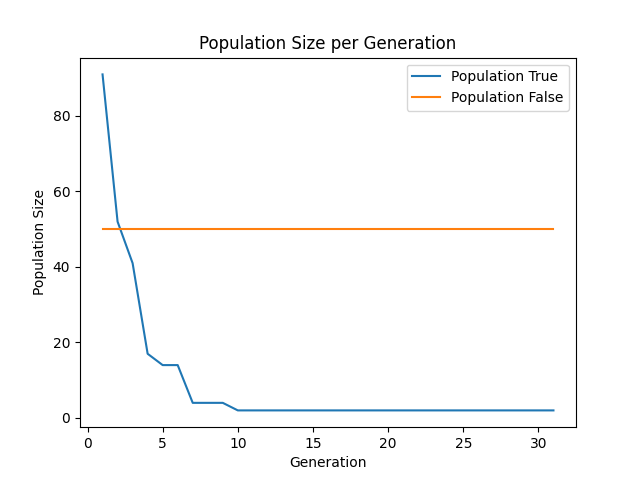 Population Size per Generation
Population True
Population False
Population Size
80
60
40
20
0
0 5 10 15 20 25 30
Generation